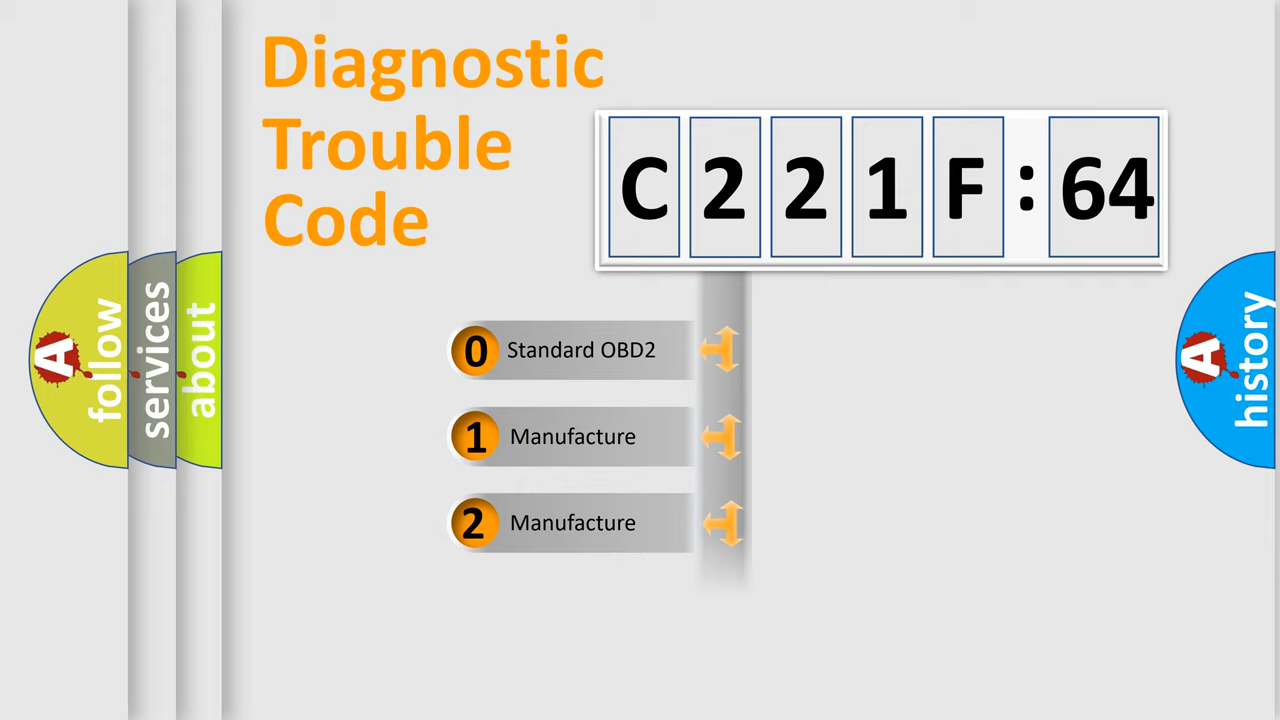 Diagnostic
Trouble
Code
C 2 2 1 F : 64
0 Standard OBD2
1 Manufacture
2 Manufacture
A follow
services
about
A history